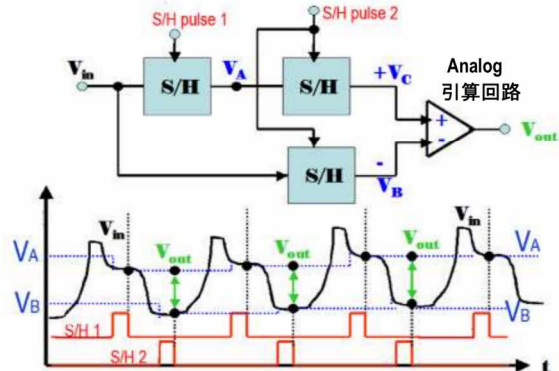 S/H pulse 1
S/H pulse 2
Vin
S/H
VA
S/H
+VC
Analog
引算回路
+
-
Vout
S/H
-
VB
Vin
Vout
Vout
Vout
Vin
VA
VA
VB
VB
S/H 1
S/H 2
t